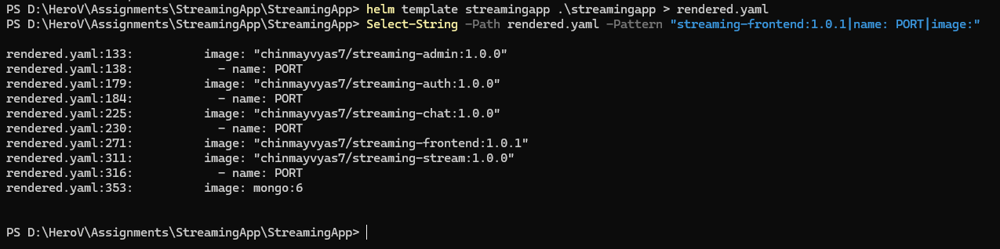 PS D:\HeroV\Assignments\StreamingApp\StreamingApp> helm template streamingapp .\streamingapp > rendered.yaml
PS D:\HeroV\Assignments\StreamingApp\StreamingApp> Select-String -Path rendered.yaml -Pattern "streaming-frontend:1.0.1|name: PORT|image:"
rendered.yaml:133:          image: "chinmayvyas7/streaming-admin:1.0.0"
rendered.yaml:138:            - name: PORT
rendered.yaml:179:          image: "chinmayvyas7/streaming-auth:1.0.0"
rendered.yaml:184:            - name: PORT
rendered.yaml:225:          image: "chinmayvyas7/streaming-chat:1.0.0"
rendered.yaml:230:            - name: PORT
rendered.yaml:271:          image: "chinmayvyas7/streaming-frontend:1.0.1"
rendered.yaml:311:          image: "chinmayvyas7/streaming-stream:1.0.0"
rendered.yaml:316:            - name: PORT
rendered.yaml:353:          image: mongo:6
PS D:\HeroV\Assignments\StreamingApp\StreamingApp>